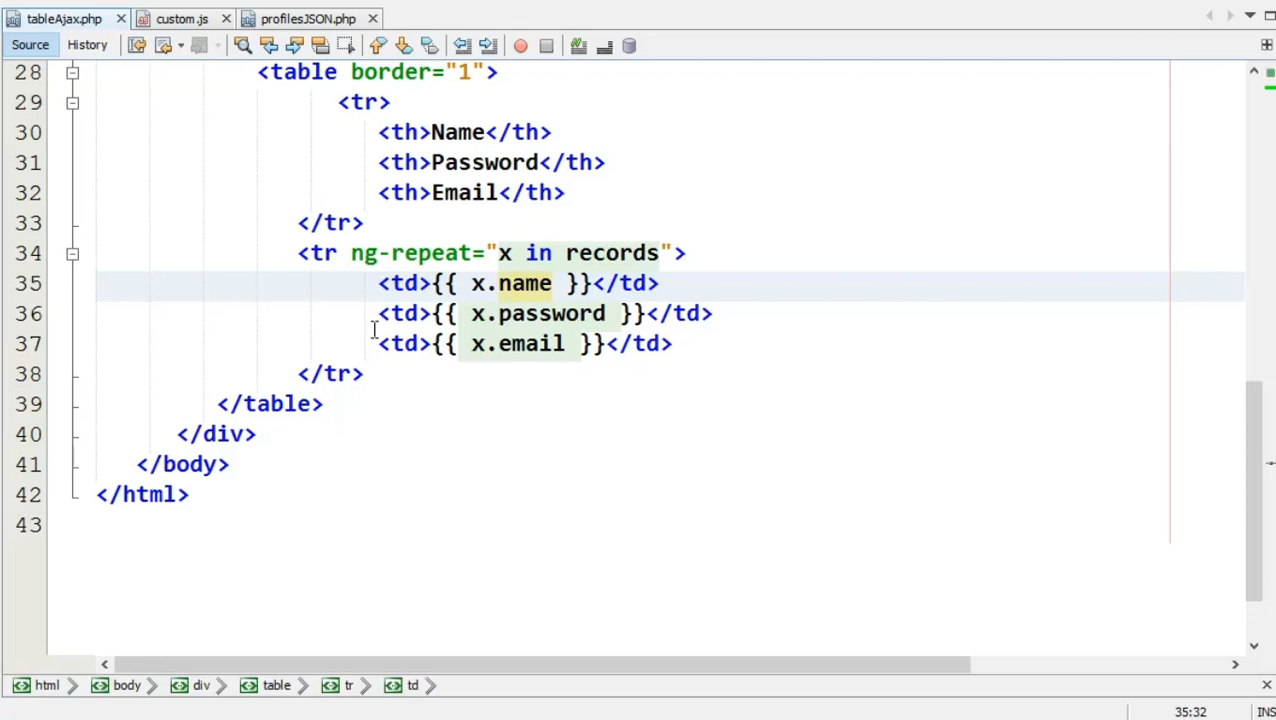 tableAjax.php custom.js profilesJSON.php
Source History
28 <table border="1">
29 <tr>
30 <th>Name</th>
31 <th>Password</th>
32 <th>Email</th>
33 </tr>
34 <tr ng-repeat="x in records">
35 <td>{{ x.name }}</td>
36 <td>{{ x.password }}</td>
37 <td>{{ x.email }}</td>
38 </tr>
39 </table>
40 </div>
41 </body>
42 </html>
43
html body div table tr td
35:32 INS